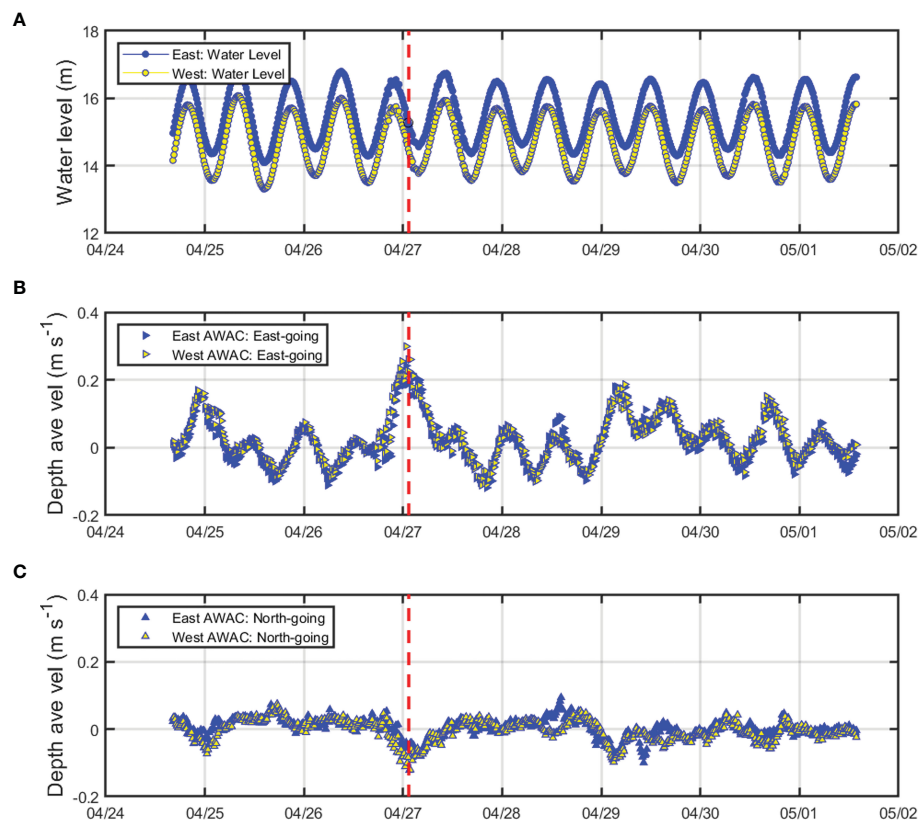 A
Water level (m)
18
16
14
12
East: Water Level
West: Water Level
04/24 04/25 04/26 04/27 04/28 04/29 04/30 05/01 05/02
B
Depth ave vel (m s⁻¹)
0.4
0.2
0
-0.2
East AWAC: East-going
West AWAC: East-going
04/24 04/25 04/26 04/27 04/28 04/29 04/30 05/01 05/02
C
Depth ave vel (m s⁻¹)
0.4
0.2
0
-0.2
East AWAC: North-going
West AWAC: North-going
04/24 04/25 04/26 04/27 04/28 04/29 04/30 05/01 05/02